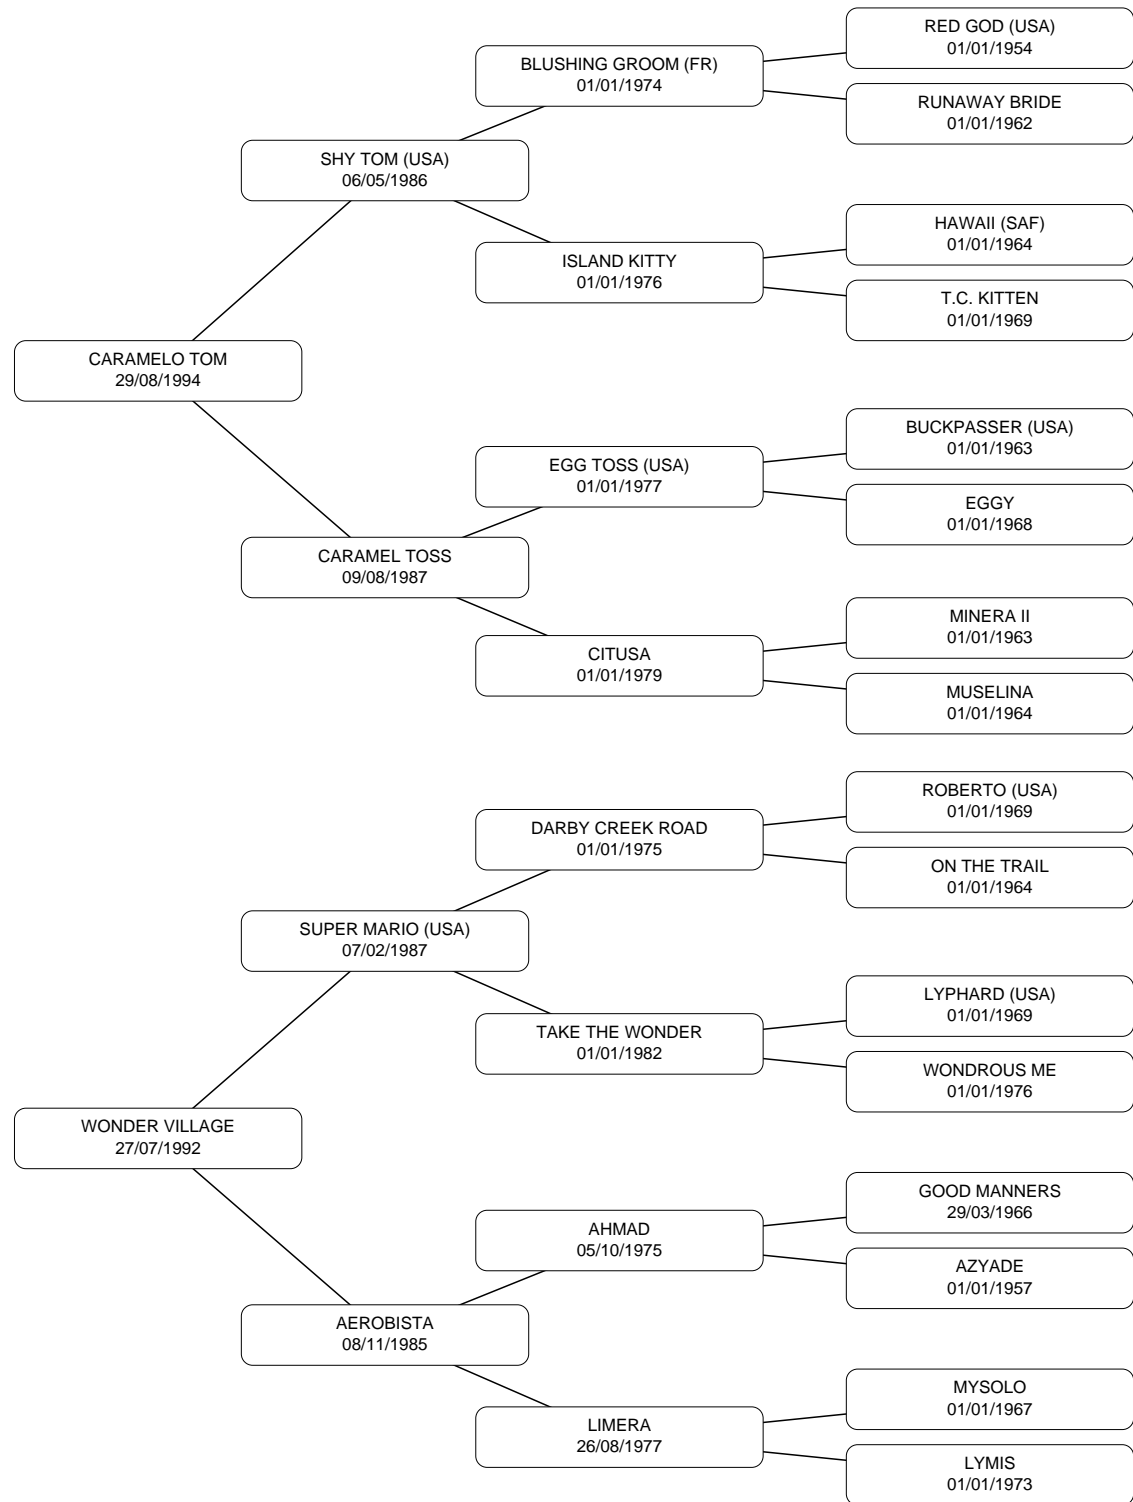 RED GOD (USA)
01/01/1954
BLUSHING GROOM (FR)
01/01/1974
RUNAWAY BRIDE
01/01/1962
SHY TOM (USA)
06/05/1986
HAWAII (SAF)
01/01/1964
ISLAND KITTY
01/01/1976
T.C. KITTEN
01/01/1969
CARAMELO TOM
29/08/1994
BUCKPASSER (USA)
01/01/1963
EGG TOSS (USA)
01/01/1977
EGGY
01/01/1968
CARAMEL TOSS
09/08/1987
MINERA II
01/01/1963
CITUSA
01/01/1979
MUSELINA
01/01/1964
ROBERTO (USA)
01/01/1969
DARBY CREEK ROAD
01/01/1975
ON THE TRAIL
01/01/1964
SUPER MARIO (USA)
07/02/1987
LYPHARD (USA)
01/01/1969
TAKE THE WONDER
01/01/1982
WONDROUS ME
01/01/1976
WONDER VILLAGE
27/07/1992
GOOD MANNERS
29/03/1966
AHMAD
05/10/1975
AZYADE
01/01/1957
AEROBISTA
08/11/1985
MYSOLO
01/01/1967
LIMERA
26/08/1977
LYMIS
01/01/1973